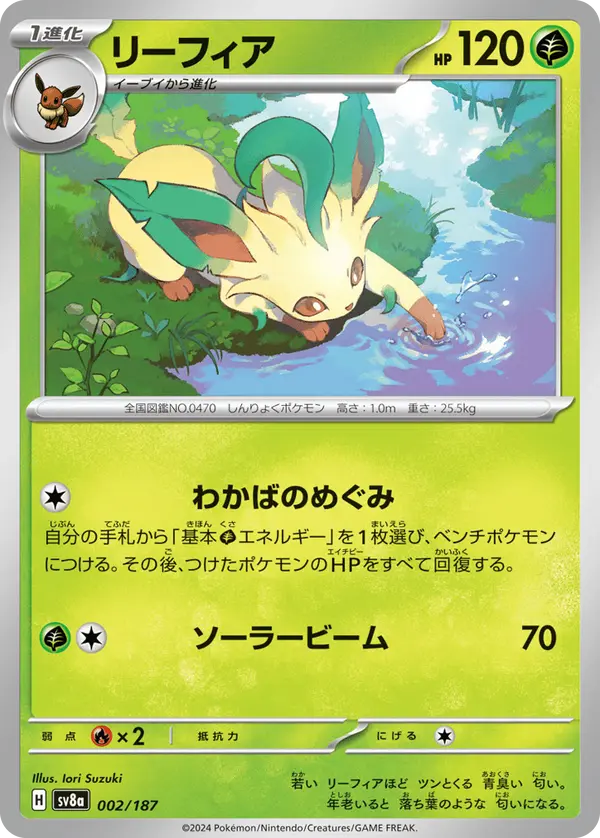 1進化
リーフィア
HP 120
イーブイから進化
全国図鑑NO.0470 しんりょくポケモン 高さ:1.0m 重さ:25.5kg
わかばのめぐみ
自分の手札から「基本エネルギー」を1枚選び、ベンチポケモン
につける。その後、つけたポケモンのHPをすべて回復する。
ソーラービーム 70
弱点 ×2 抵抗力 にげる
Illus. Iori Suzuki
H sv8a 002/187
若い リーフィアほど ツンとくる 青臭い 匂い。
年老いると 落ち葉のような 匂いになる。
©2024 Pokémon/Nintendo/Creatures/GAME FREAK.